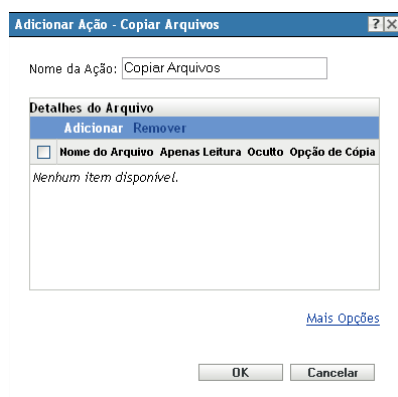 Adicionar Ação - Copiar Arquivos ? X
Nome da Ação: Copiar Arquivos
Detalhes do Arquivo
Adicionar Remover
Nome do Arquivo Apenas Leitura Oculto Opção de Cópia
Nenhum item disponível.
Mais Opções
OK Cancelar